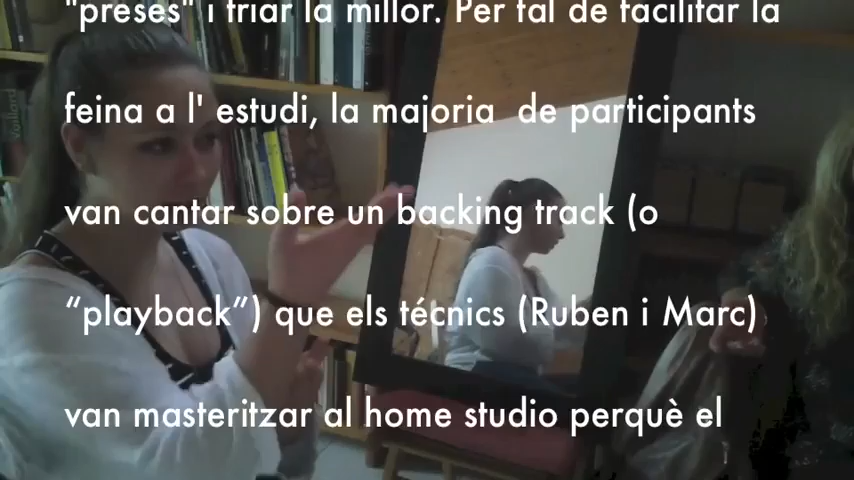 "preses" i triar la millor. Per tal de facilitar la
feina a l' estudi, la majoria de participants
van cantar sobre un backing track (o
“playback”) que els técnics (Ruben i Marc)
van masteritzar al home studio perquè el